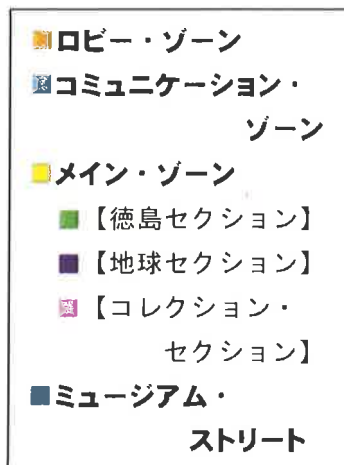 ロビー・ゾーン
コミュニケーション・
ゾーン
メイン・ゾーン
【徳島セクション】
【地球セクション】
【コレクション・
セクション】
ミュージアム・
ストリート